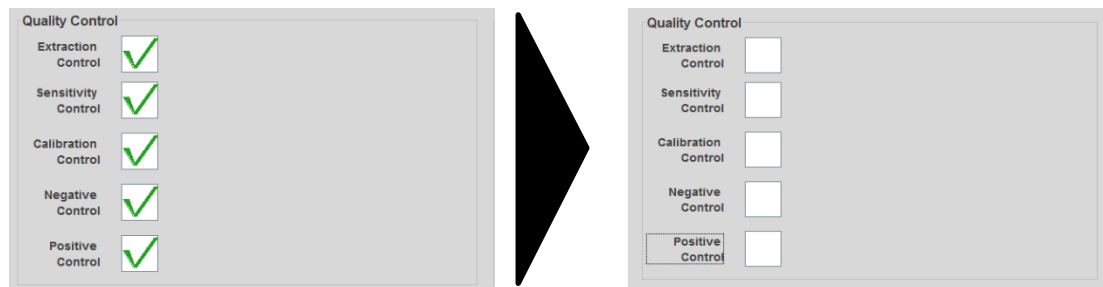 Quality Control
Extraction
Control
Sensitivity
Control
Calibration
Control
Negative
Control
Positive
Control
Quality Control
Extraction
Control
Sensitivity
Control
Calibration
Control
Negative
Control
Positive
Control